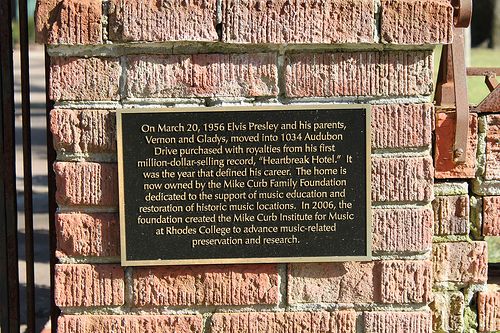 On March 20, 1956 Elvis Presley and his parents,
Vernon and Gladys, moved into 1034 Audubon
Drive purchased with royalties from his first
million-dollar-selling record, "Heartbreak Hotel." It
was the year that defined his career. The home is
now owned by the Mike Curb Family Foundation
dedicated to the support of music education and
restoration of historic music locations. In 2006, the
foundation created the Mike Curb Institute for Music
at Rhodes College to advance music-related
preservation and research.